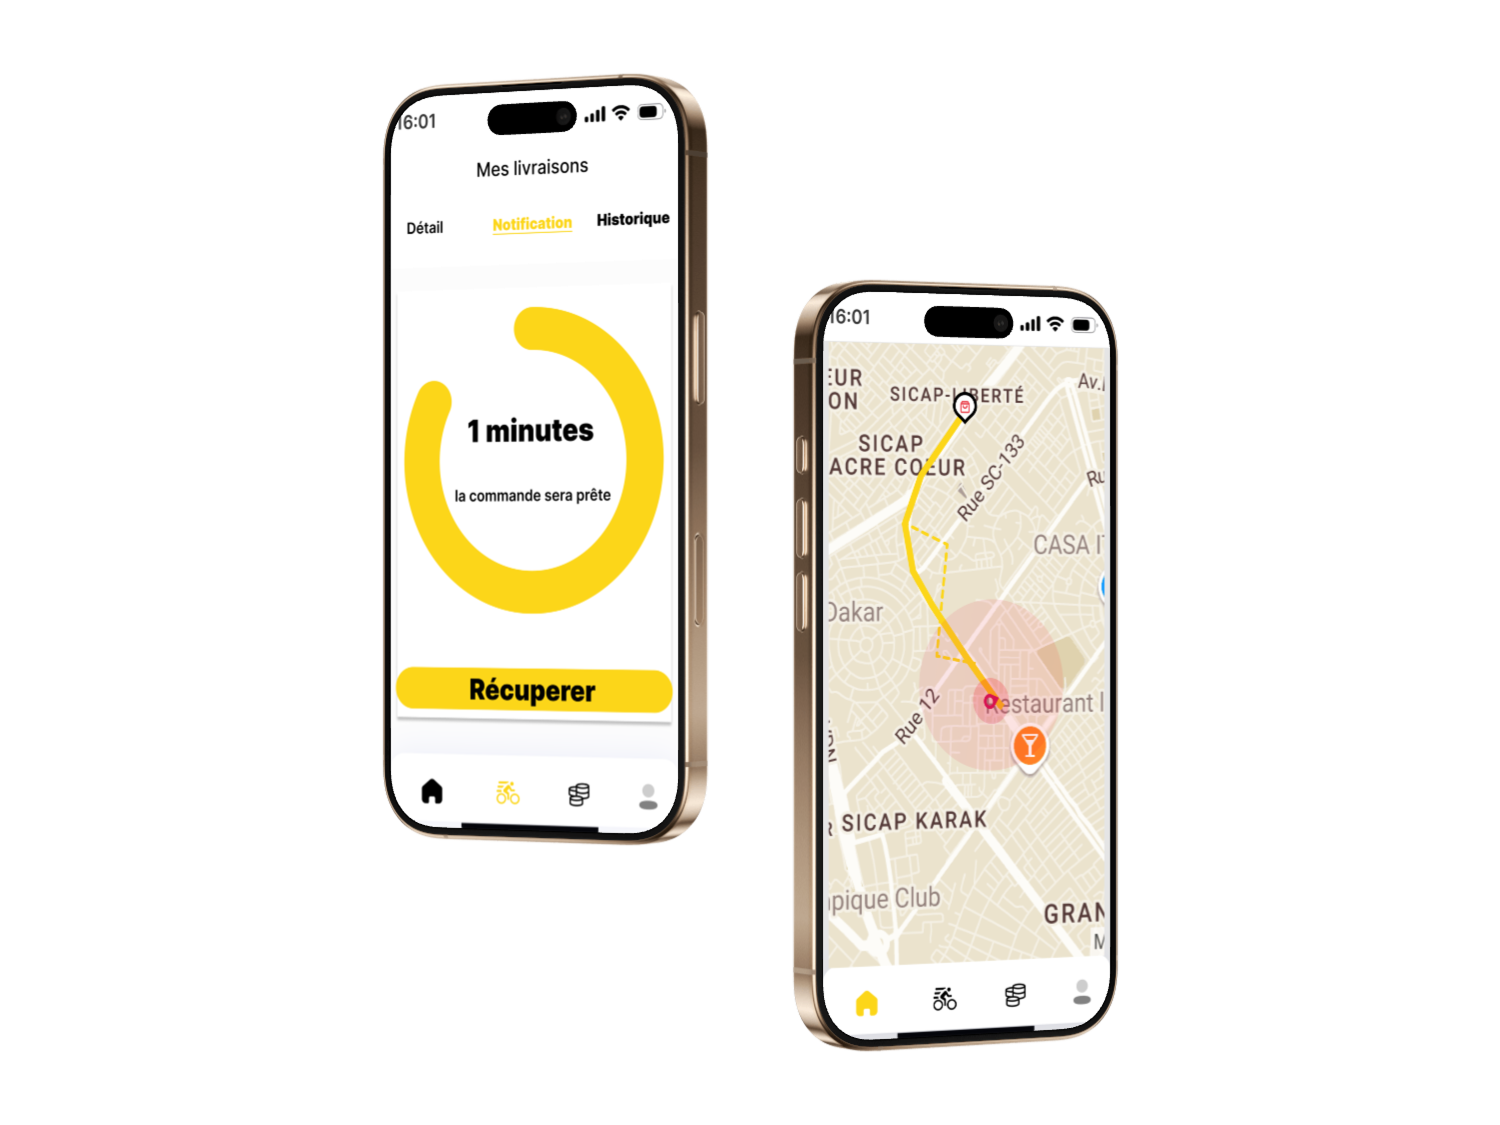 16:01
Mes livraisons
Détail
Notification
Historique
1 minutes
la commande sera prête
Récuperer
16:01
EUR
ON
SICAP-LIBERTÉ
Av.
SICAP
ACRE COEUR
Rue SC-133
Ru
CASA
Dakar
Rue 12
Restaurant
SICAP KARAK
pique Club
GRAN
M